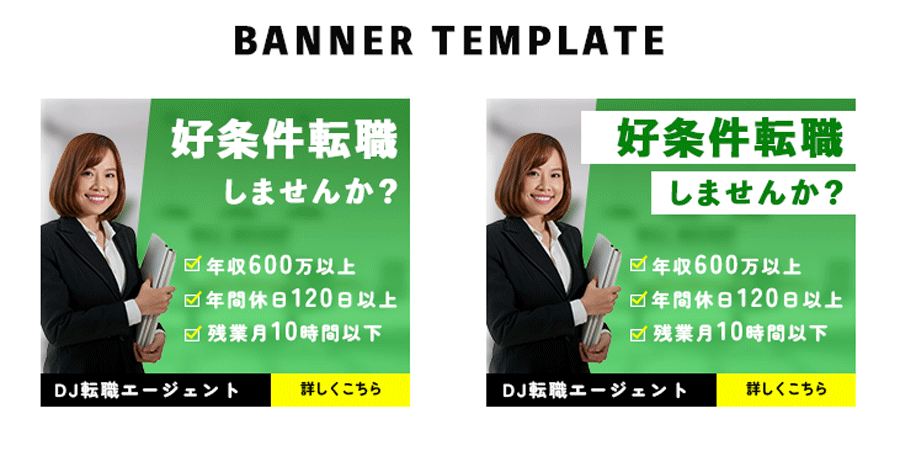 BANNER TEMPLATE
好条件転職
しませんか？
年収600万以上
年間休日120日以上
残業月10時間以下
DJ転職エージェント
詳しくこちら
好条件転職
しませんか？
年収600万以上
年間休日120日以上
残業月10時間以下
DJ転職エージェント
詳しくこちら